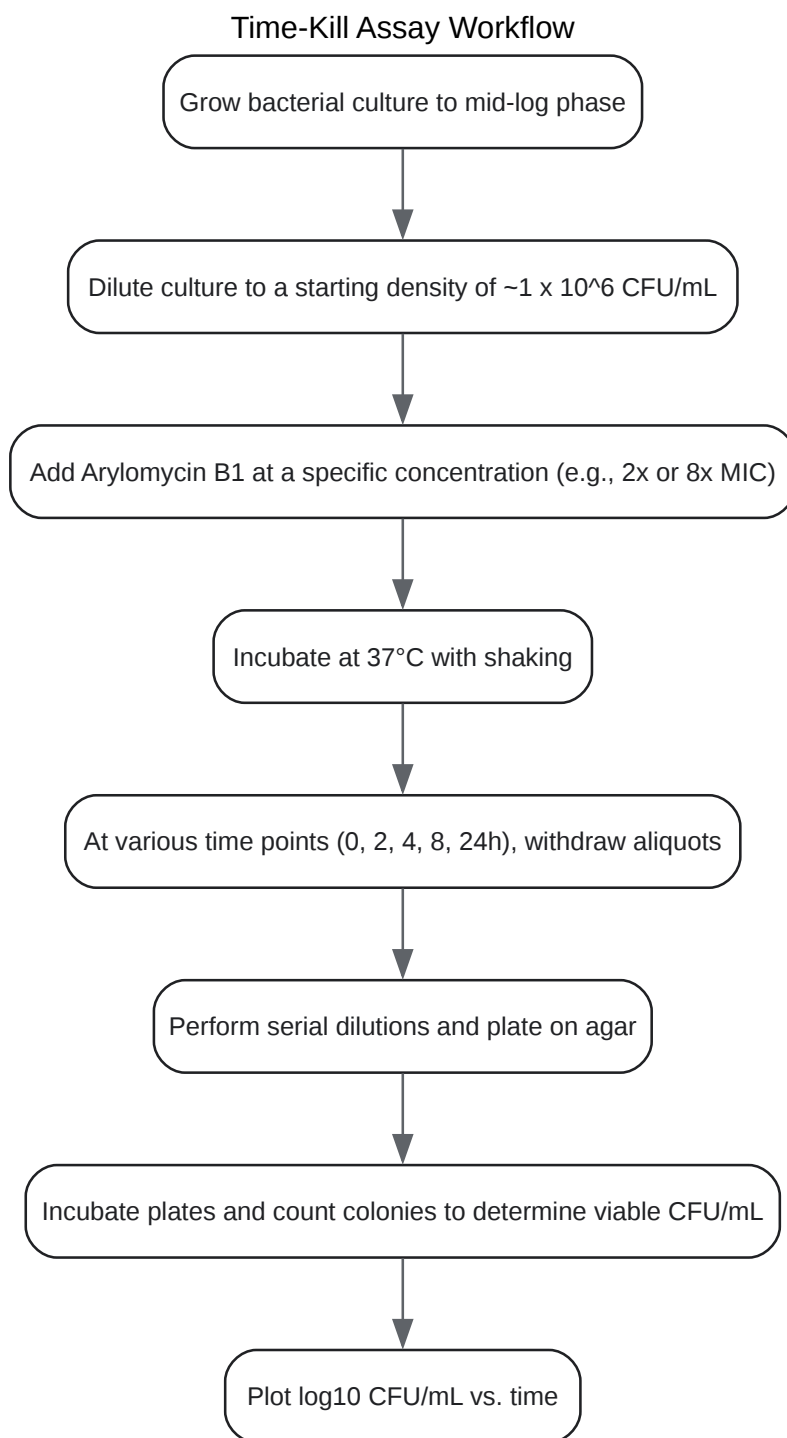 Time-Kill Assay Workflow
Grow bacterial culture to mid-log phase
Dilute culture to a starting density of ~1 x 10^6 CFU/mL
Add Arylomycin B1 at a specific concentration (e.g., 2x or 8x MIC)
Incubate at 37°C with shaking
At various time points (0, 2, 4, 8, 24h), withdraw aliquots
Perform serial dilutions and plate on agar
Incubate plates and count colonies to determine viable CFU/mL
Plot log10 CFU/mL vs. time